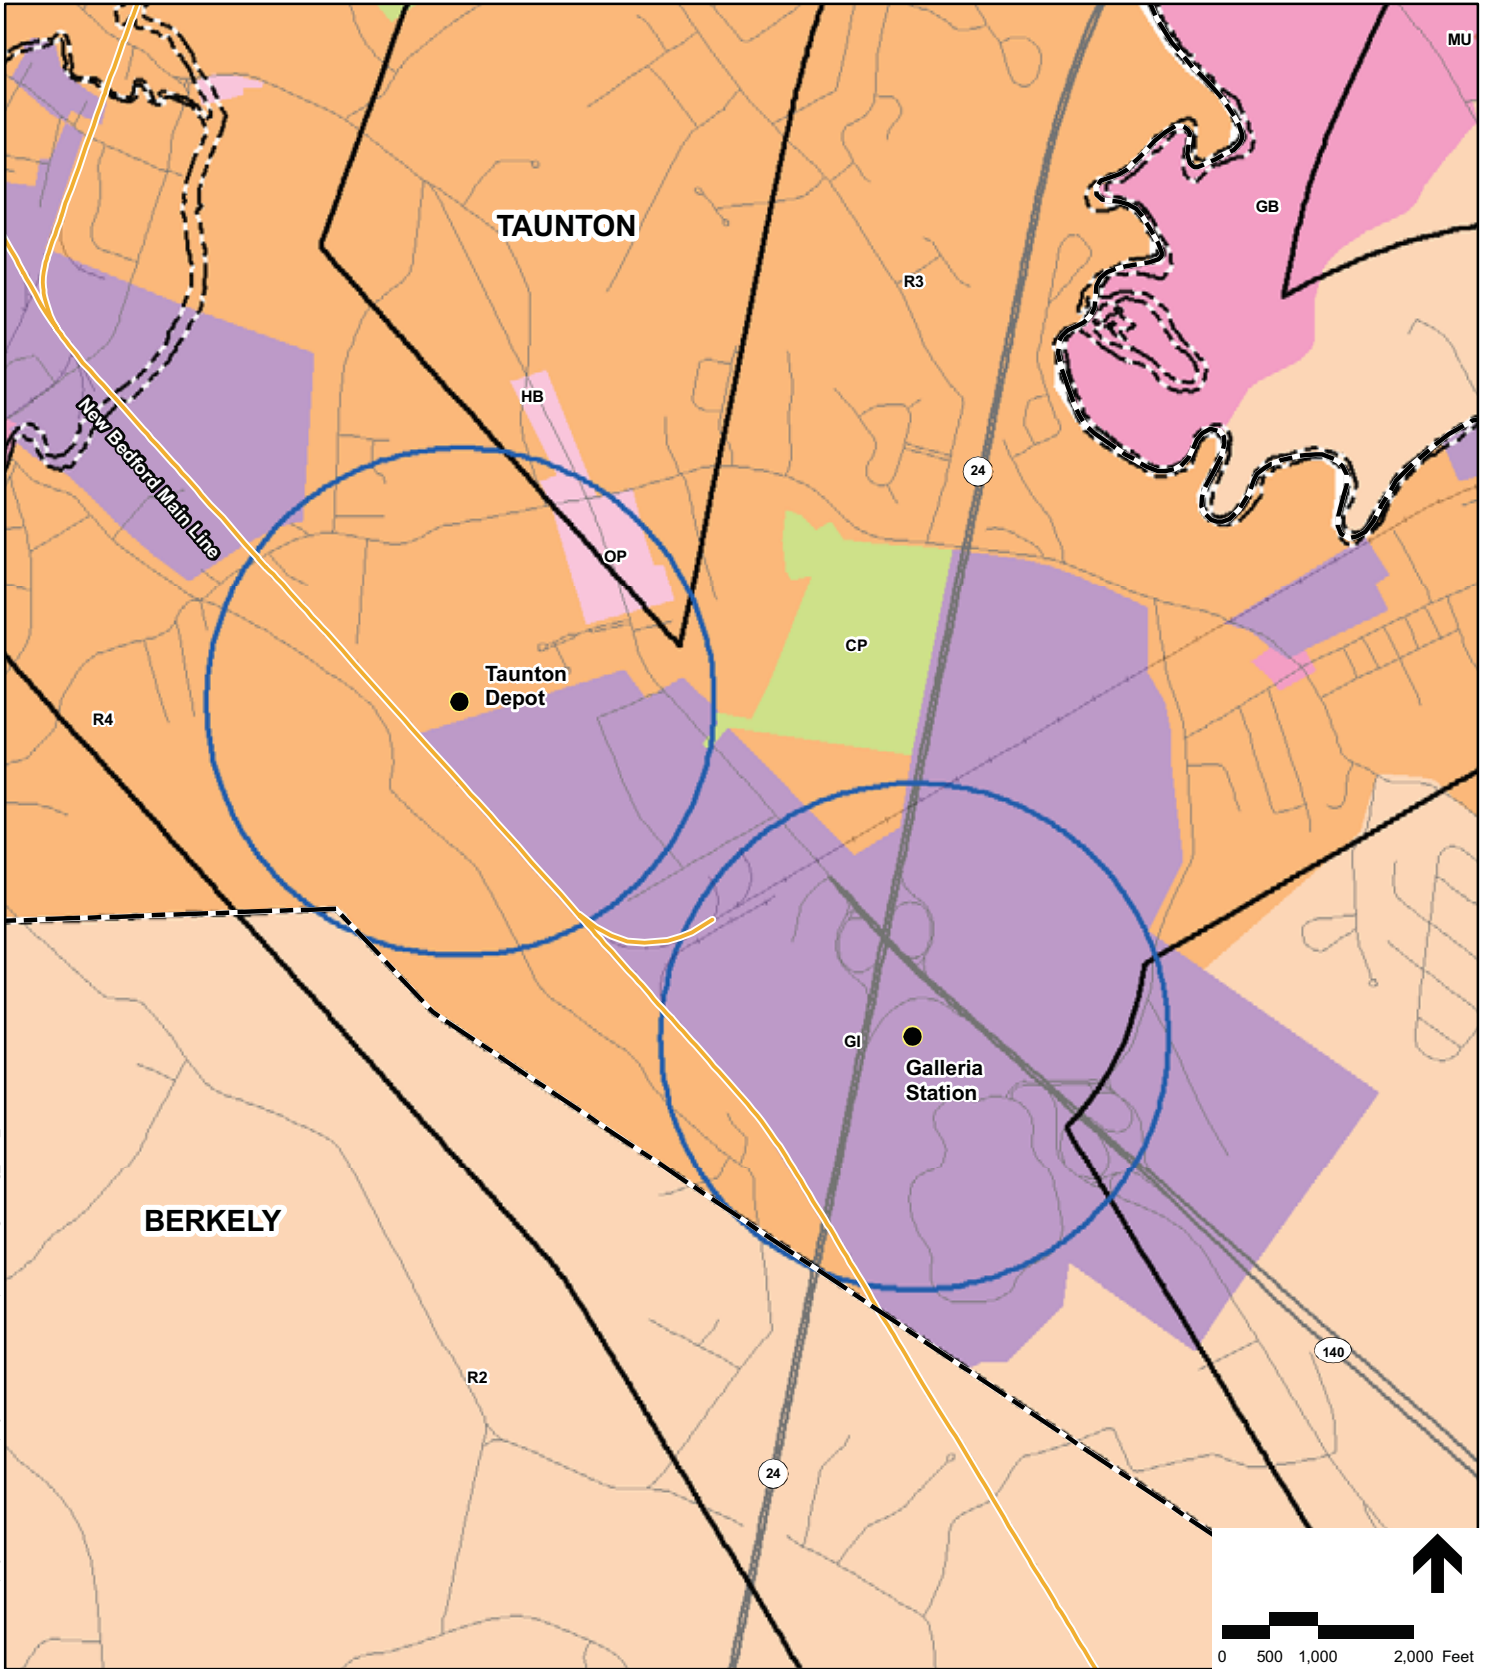 MU
GB
TAUNTON
R3
HB
New Bedford Main Line
24
OP
CP
Taunton
Depot
R4
GI
Galleria
Station
BERKELY
140
R2
24
0 500 1,000 2,000 Feet